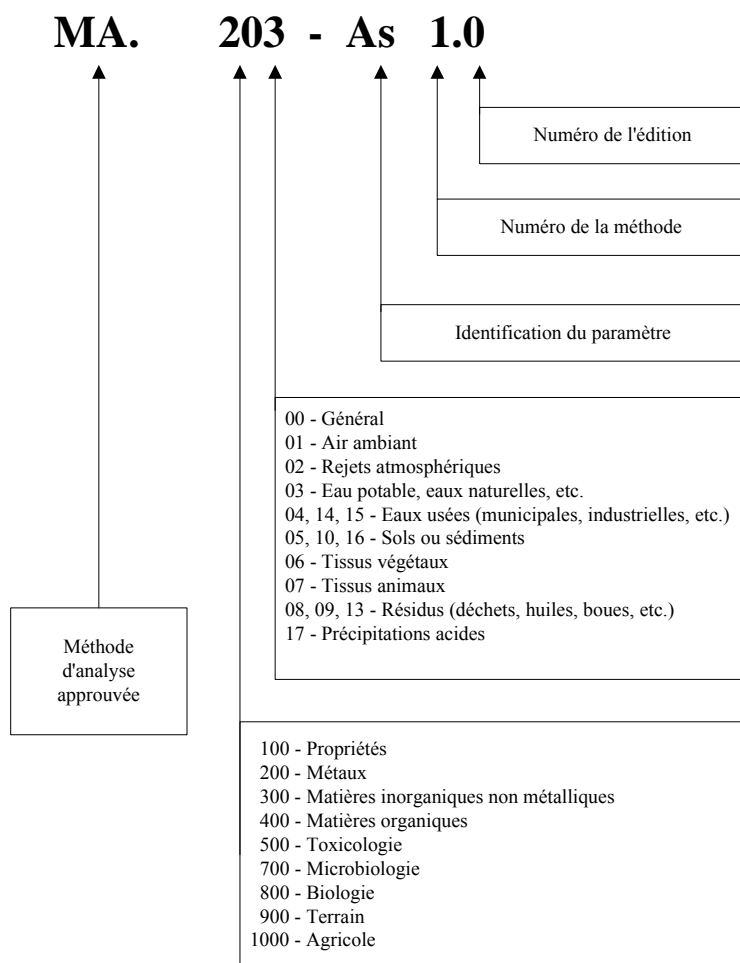 MA. 203 - As 1.0
Numéro de l'édition
Numéro de la méthode
Identification du paramètre
00 - Général
01 - Air ambiant
02 - Rejets atmosphériques
03 - Eau potable, eaux naturelles, etc.
04, 14, 15 - Eaux usées (municipales, industrielles, etc.)
05, 10, 16 - Sols ou sédiments
06 - Tissus végétaux
07 - Tissus animaux
08, 09, 13 - Résidus (déchets, huiles, boues, etc.)
17 - Précipitations acides
Méthode
d'analyse
approuvée
100 - Propriétés
200 - Métaux
300 - Matières inorganiques non métalliques
400 - Matières organiques
500 - Toxicologie
700 - Microbiologie
800 - Biologie
900 - Terrain
1000 - Agricole